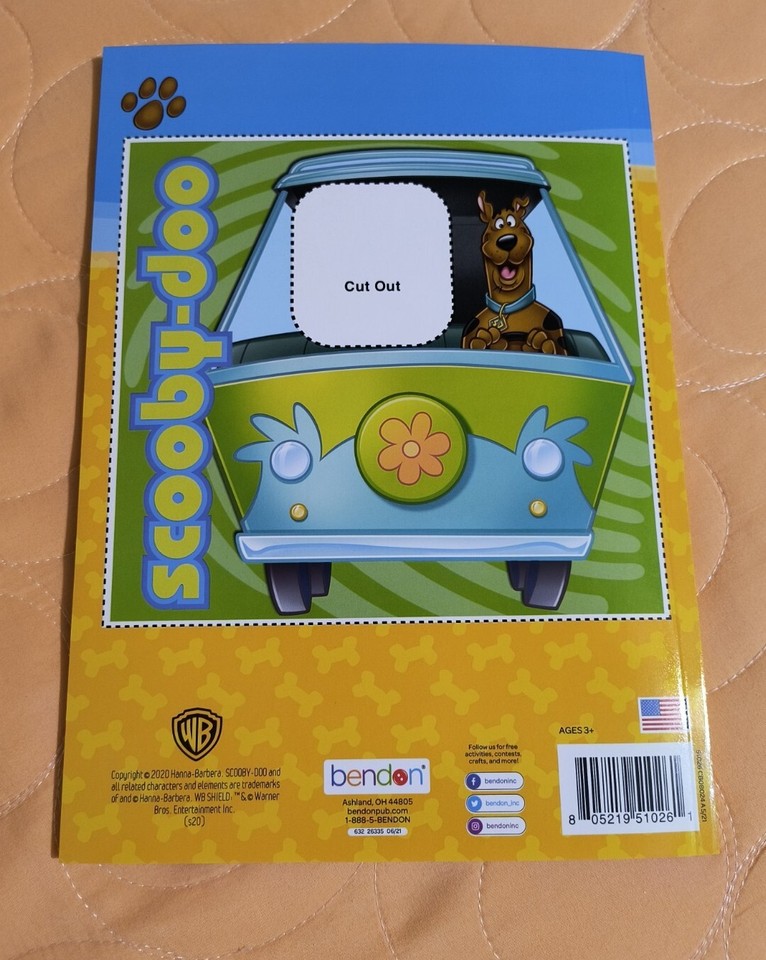 scooby-doo
Cut Out
WB
Copyright © 2020 Hanna-Barbera. SCOOBY-DOO and
all related characters and elements are trademarks
of and © Hanna-Barbera. WB SHIELD: ™ & © Warner
Bros. Entertainment Inc.
(s20)
bendon®
Ashland, OH 44805
bendonpub.com
1-888-5-BENDON
632 26335 06/21
Follow us for free
activities, contests,
crafts, and more!
bendoninc
bendon_inc
bendoninc
AGES 3+
8 05219 51026 1